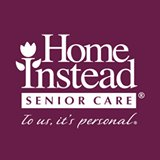 Home
Instead
SENIOR CARE®
To us, it's personal.